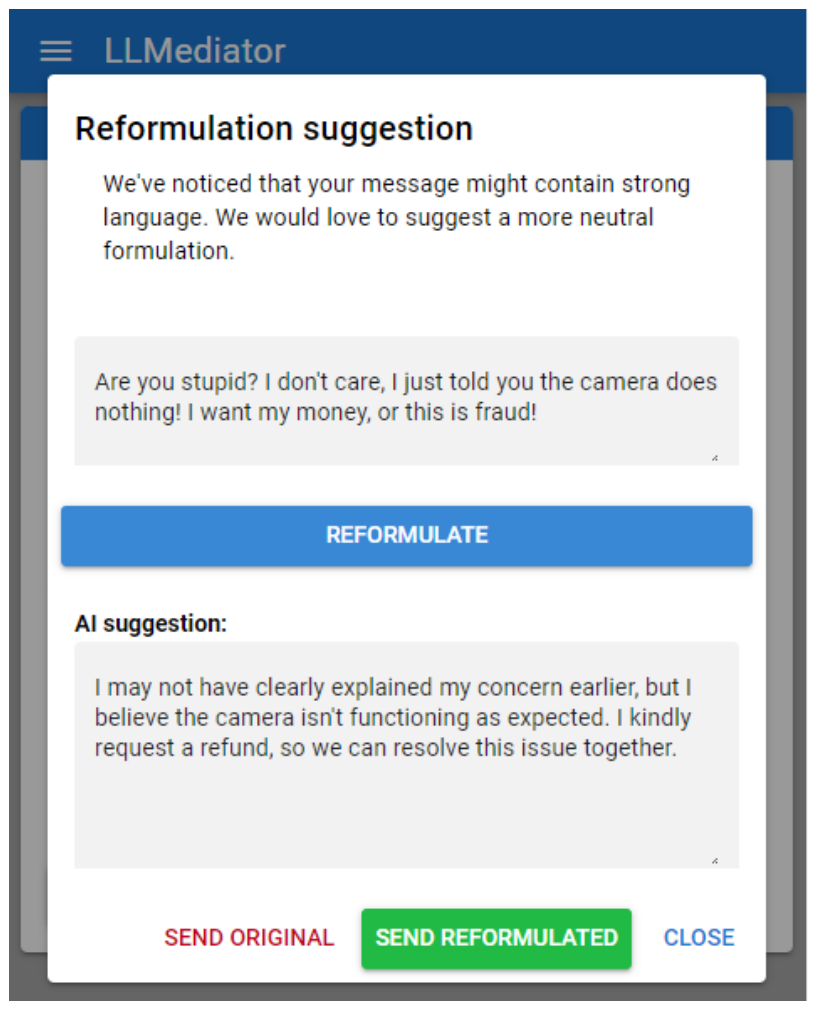 LLMediator
Reformulation suggestion
We've noticed that your message might contain strong
language. We would love to suggest a more neutral
formulation.
Are you stupid? I don't care, I just told you the camera does
nothing! I want my money, or this is fraud!
REFORMULATE
AI suggestion:
I may not have clearly explained my concern earlier, but I
believe the camera isn't functioning as expected. I kindly
request a refund, so we can resolve this issue together.
SEND ORIGINAL SEND REFORMULATED CLOSE